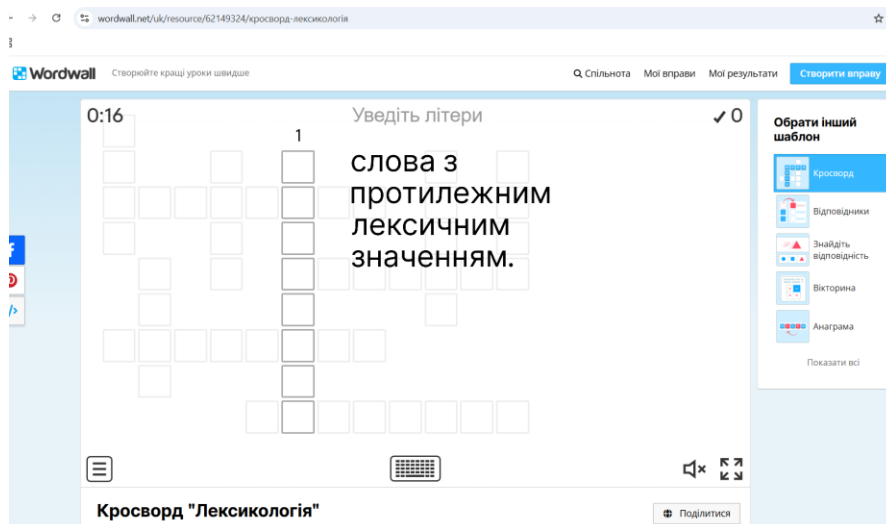 wordwall.net/uk/resource/62149324/кросворд-лексикологія
Wordwall
Створюйте кращі уроки швидше
Спільнота Мої вправи Мої результати Створити вправу
0:16
Уведіть літери
✓ 0
1
слова з
протилежним
лексичним
значенням.
Обрати інший
шаблон
Кросворд
Відповідники
Знайдіть
відповідність
Вікторина
Анаграма
Показати всі
Кросворд "Лексикологія"
Поділитися